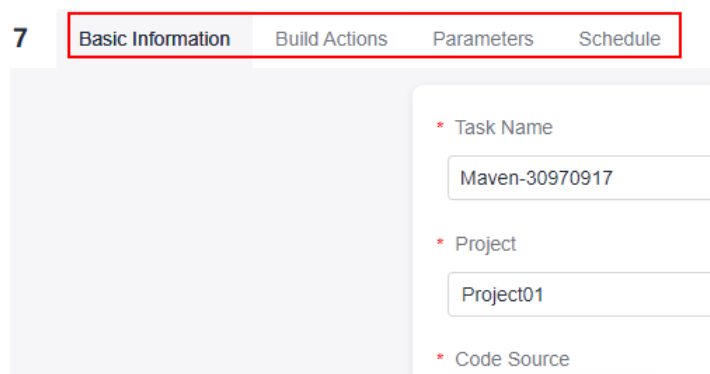 7 Basic Information Build Actions Parameters Schedule
* Task Name
Maven-30970917
* Project
Project01
* Code Source